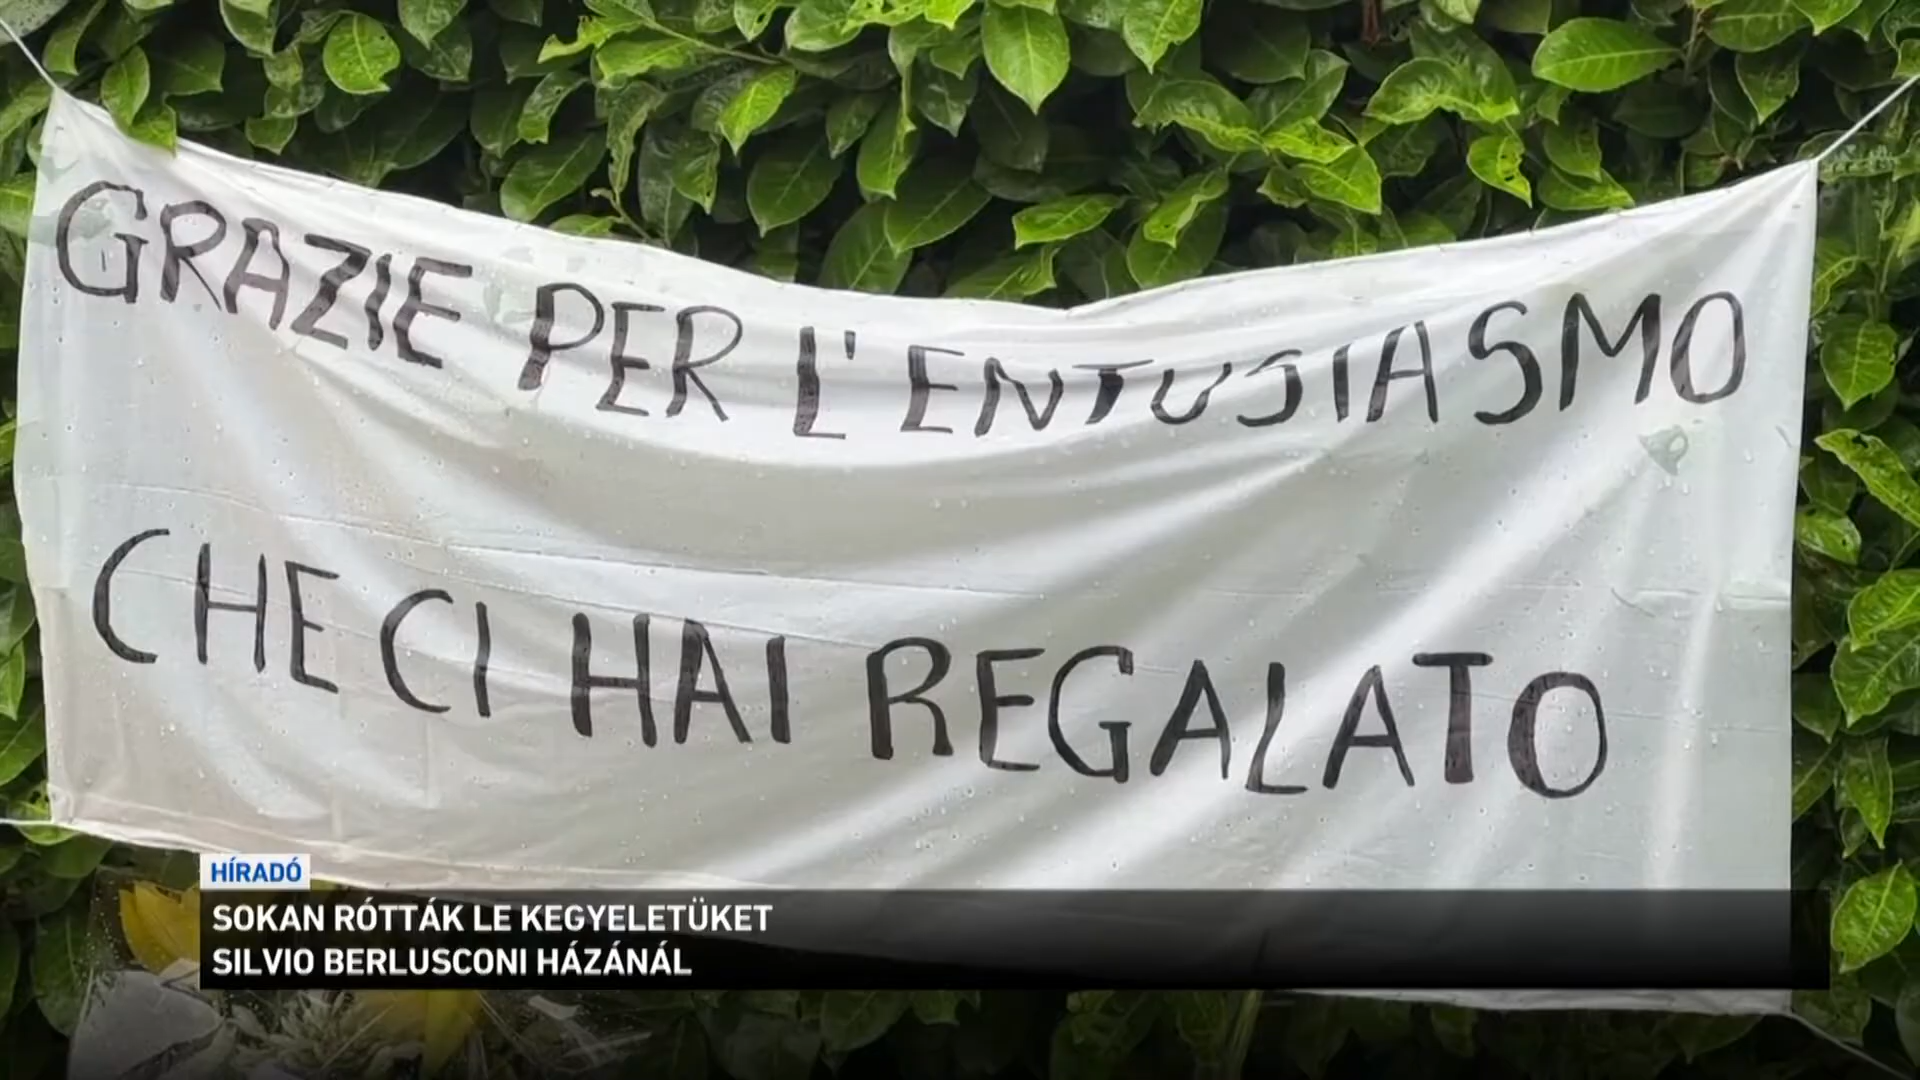 GRAZIE PER L'ENTUSIASMO
CHE CI HAI REGALATO
HÍRADÓ
SOKAN RÓTTÁK LE KEGYELETÜKET
SILVIO BERLUSCONI HÁZÁNÁL